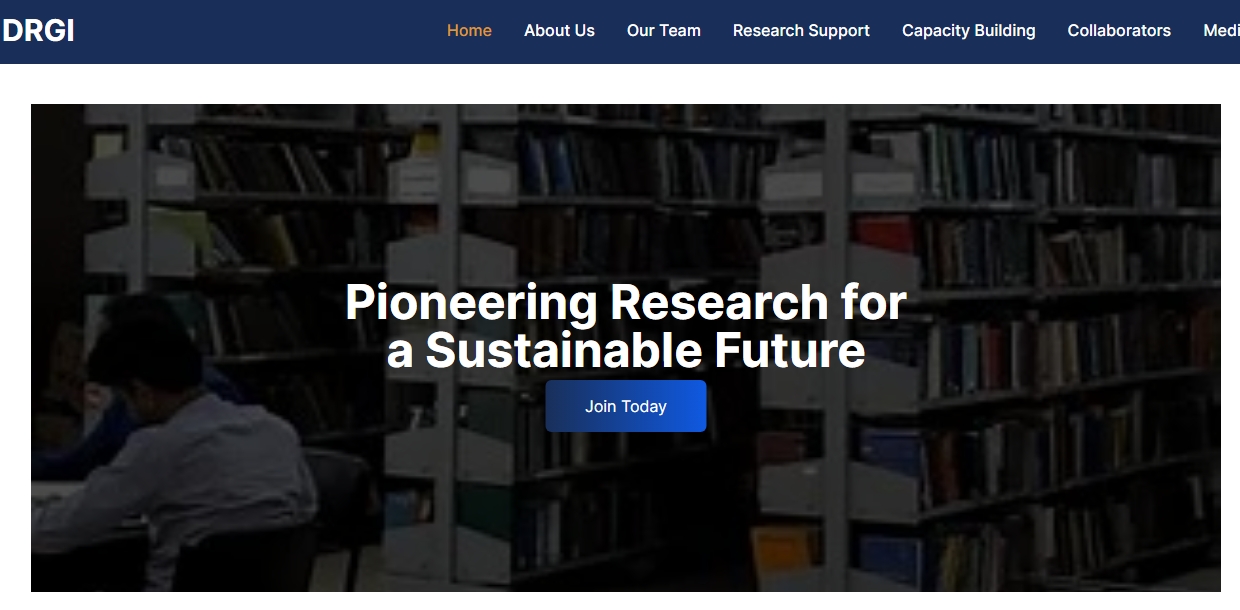 DRGI
Home About Us Our Team Research Support Capacity Building Collaborators Medi
Pioneering Research for
a Sustainable Future
Join Today